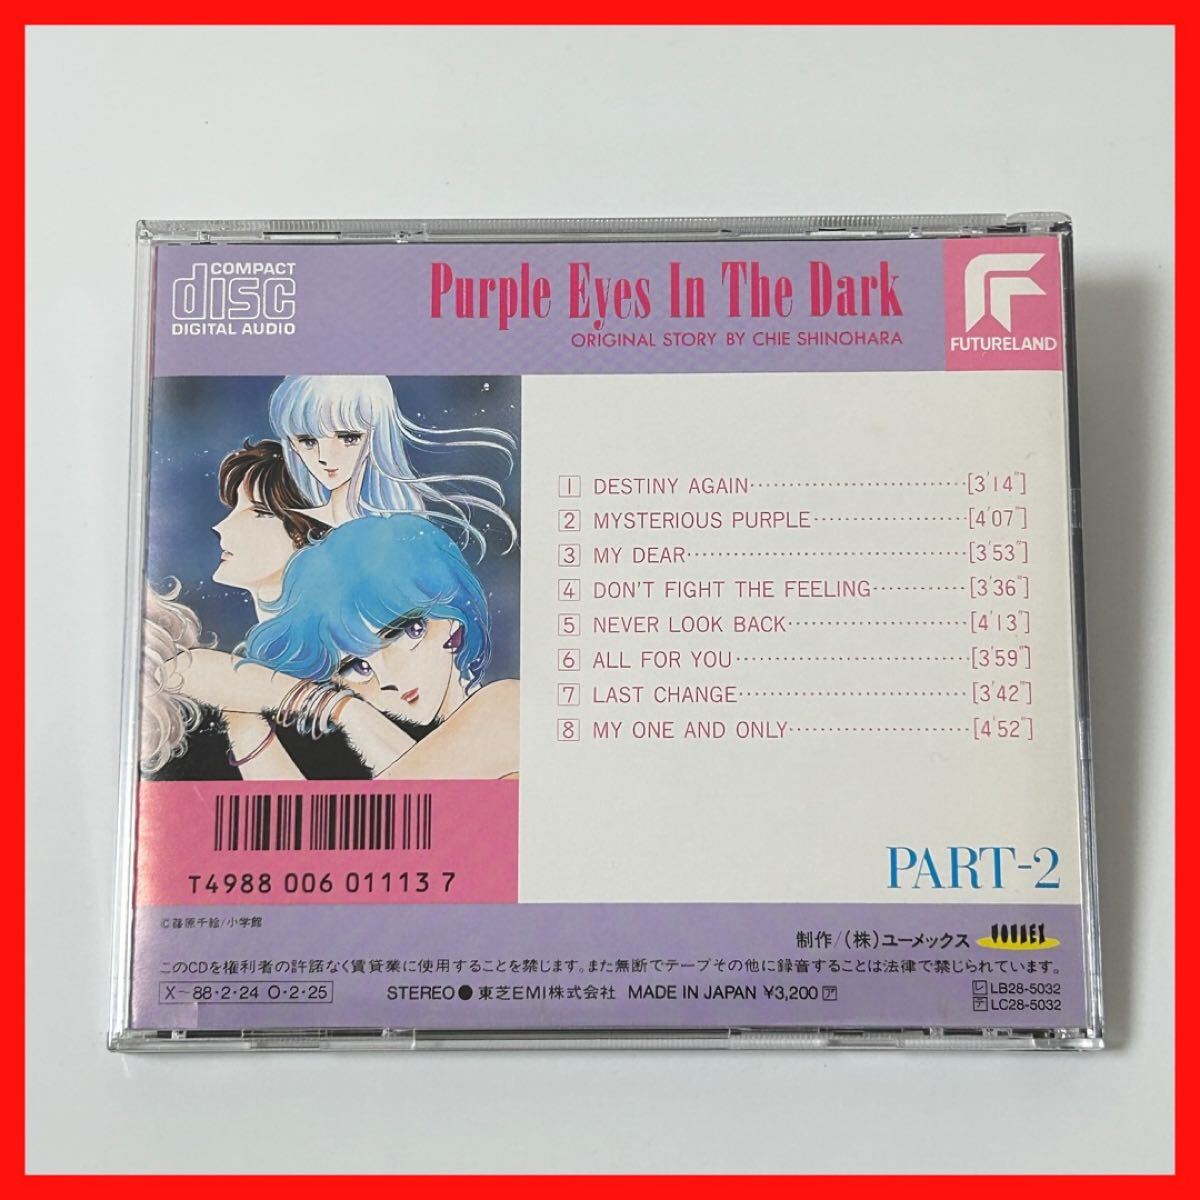 COMPACT
disc
DIGITAL AUDIO
Purple Eyes In The Dark
ORIGINAL STORY BY CHIE SHINOHARA
FUTURELAND
1 DESTINY AGAIN…………………………[3'14"]
2 MYSTERIOUS PURPLE…………………[4'07"]
3 MY DEAR…………………………………[3'53"]
4 DON'T FIGHT THE FEELING…………[3'36"]
5 NEVER LOOK BACK……………………[4'13"]
6 ALL FOR YOU……………………………[3'59"]
7 LAST CHANGE……………………………[3'42"]
8 MY ONE AND ONLY……………………[4'52"]
T4988 006 01113 7
PART-2
©篠原千絵/小学館
制作/(株)ユーメックス YOUMEX
このCDを権利者の許諾なく賃貸業に使用することを禁じます。また無断でテープその他に録音することは法律で禁じられています。
X-88・2・24 O・2・25 STEREO● 東芝EMI株式会社 MADE IN JAPAN ¥3,200 ア
レ LB28-5032
テ LC28-5032